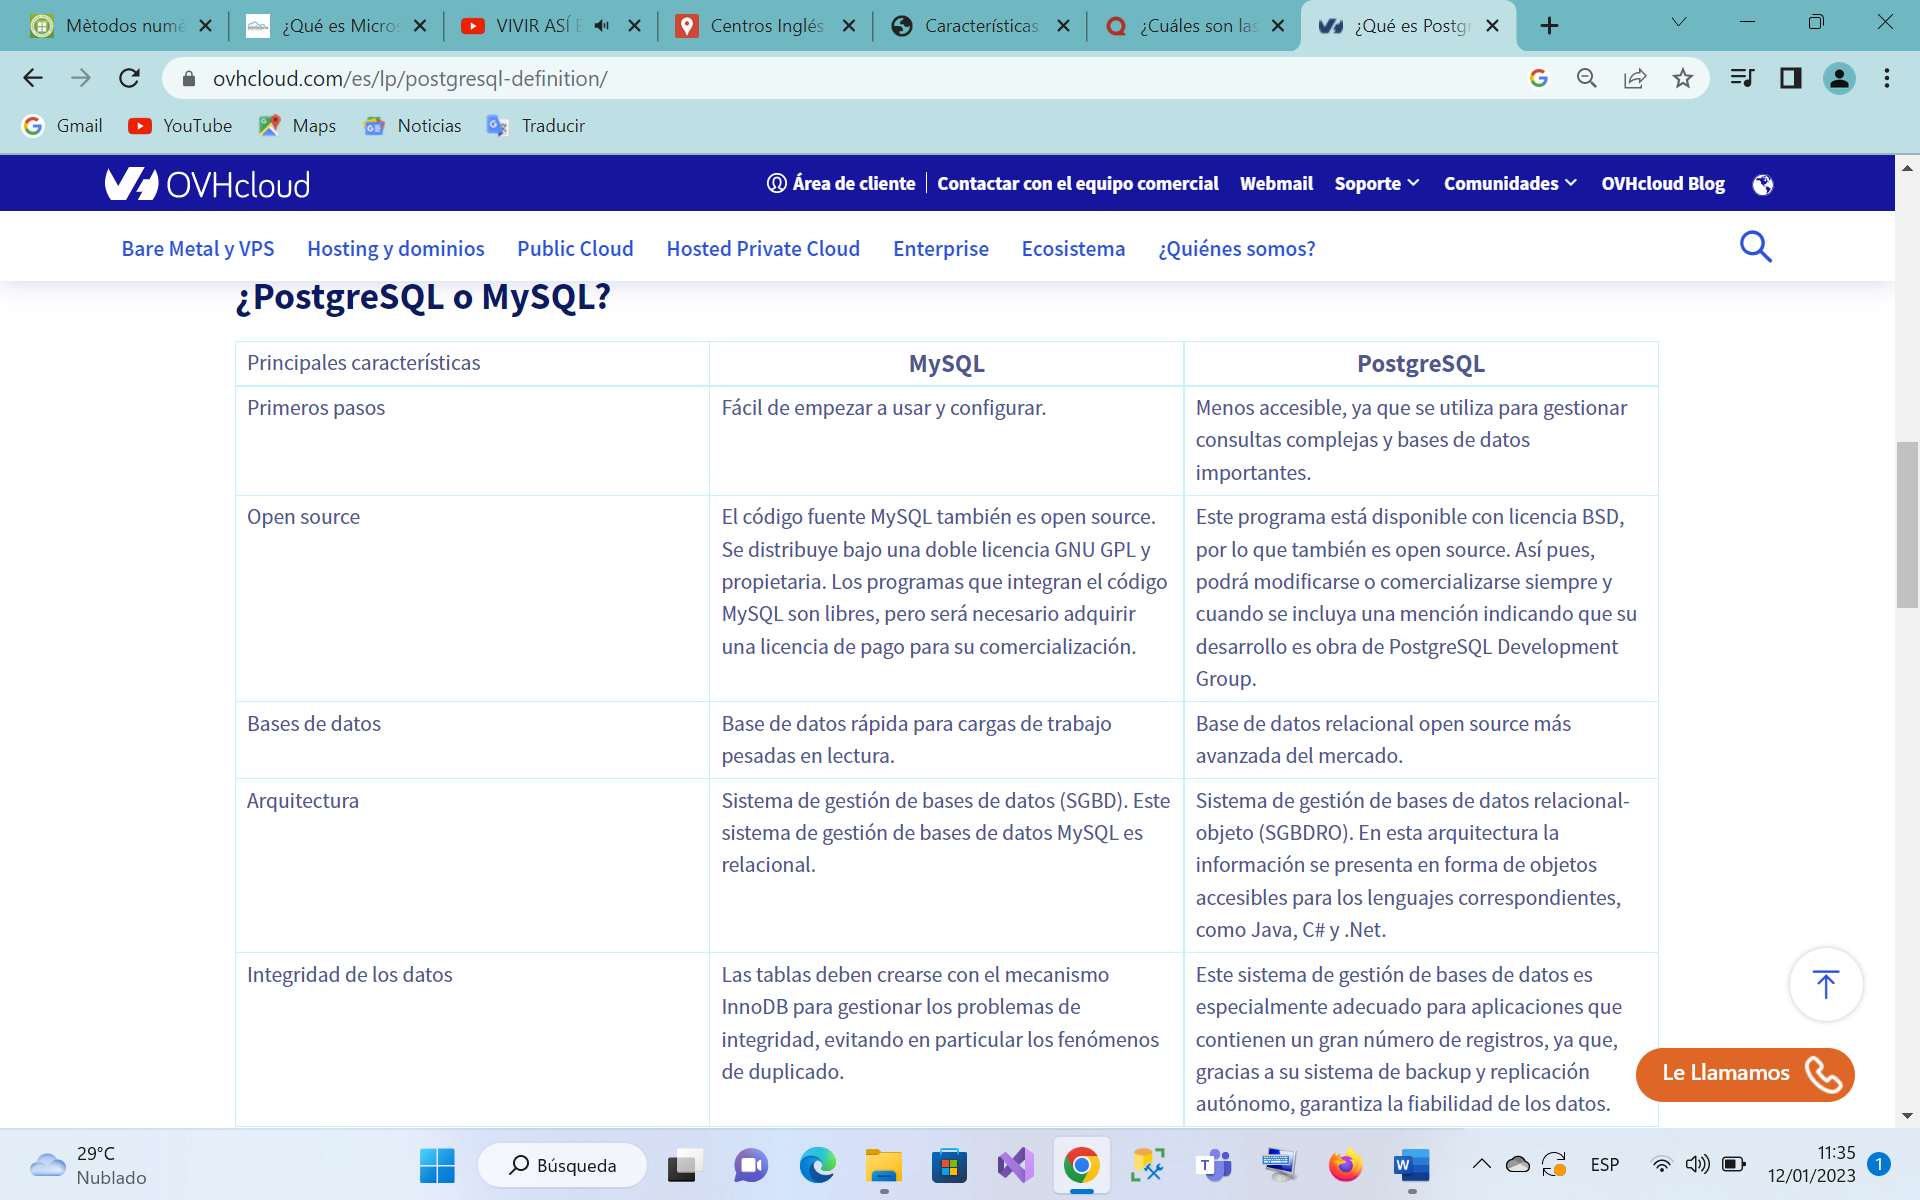 Mètodos numè
¿Qué es Micros
VIVIR ASÍ E
Centros Inglés
Características
¿Cuáles son las
¿Qué es Postgr
ovhcloud.com/es/lp/postgresql-definition/
Gmail
YouTube
Maps
Noticias
Traducir
OVHcloud
Área de cliente
Contactar con el equipo comercial
Webmail
Soporte
Comunidades
OVHcloud Blog
Bare Metal y VPS
Hosting y dominios
Public Cloud
Hosted Private Cloud
Enterprise
Ecosistema
¿Quiénes somos?
¿PostgreSQL o MySQL?
Principales características
MySQL
PostgreSQL
Primeros pasos
Fácil de empezar a usar y configurar.
Menos accesible, ya que se utiliza para gestionar
consultas complejas y bases de datos
importantes.
Open source
El código fuente MySQL también es open source.
Se distribuye bajo una doble licencia GNU GPL y
propietaria. Los programas que integran el código
MySQL son libres, pero será necesario adquirir
una licencia de pago para su comercialización.
Este programa está disponible con licencia BSD,
por lo que también es open source. Así pues,
podrá modificarse o comercializarse siempre y
cuando se incluya una mención indicando que su
desarrollo es obra de PostgreSQL Development
Group.
Bases de datos
Base de datos rápida para cargas de trabajo
pesadas en lectura.
Base de datos relacional open source más
avanzada del mercado.
Arquitectura
Sistema de gestión de bases de datos (SGBD). Este
sistema de gestión de bases de datos MySQL es
relacional.
Sistema de gestión de bases de datos relacional-
objeto (SGBDRO). En esta arquitectura la
información se presenta en forma de objetos
accesibles para los lenguajes correspondientes,
como Java, C# y .Net.
Integridad de los datos
Las tablas deben crearse con el mecanismo
InnoDB para gestionar los problemas de
integridad, evitando en particular los fenómenos
de duplicado.
Este sistema de gestión de bases de datos es
especialmente adecuado para aplicaciones que
contienen un gran número de registros, ya que,
gracias a su sistema de backup y replicación
autónomo, garantiza la fiabilidad de los datos.
Le Llamamos
29°C
Nublado
Búsqueda
ESP
11:35
12/01/2023
1